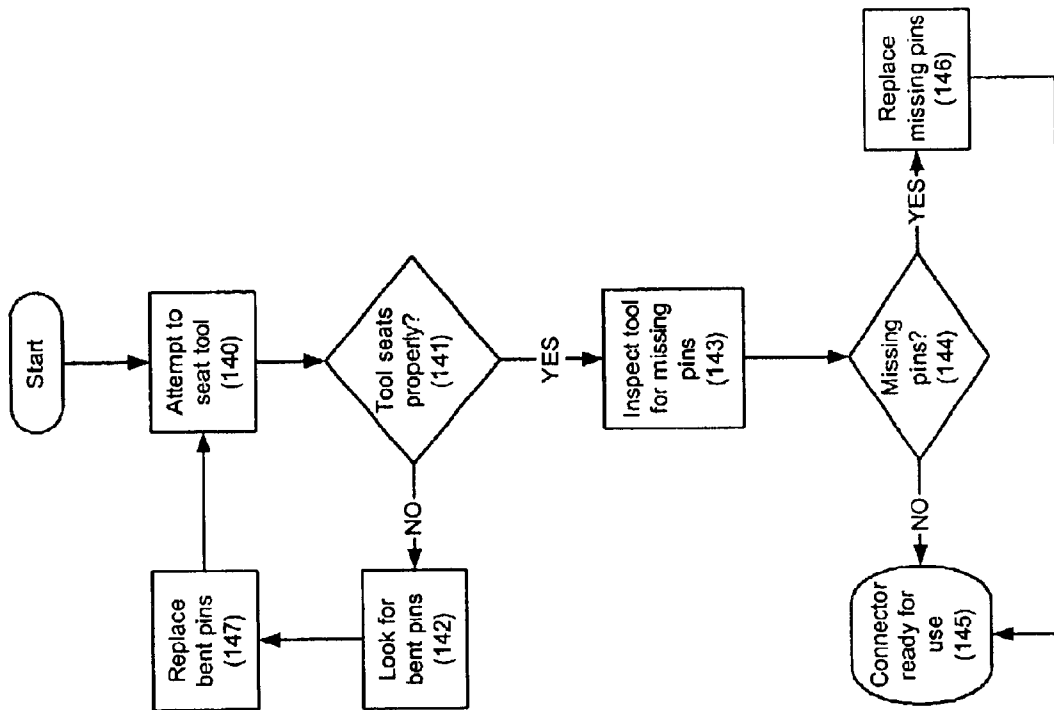 Start
Attempt to
seat tool
(140)
Tool seats
properly?
(141)
NO
Look for
bent pins
(142)
Replace
bent pins
(147)
YES
Inspect tool
for missing
pins
(143)
Missing
pins?
(144)
YES
Replace
missing pins
(146)
NO
Connector
ready for
use
(145)